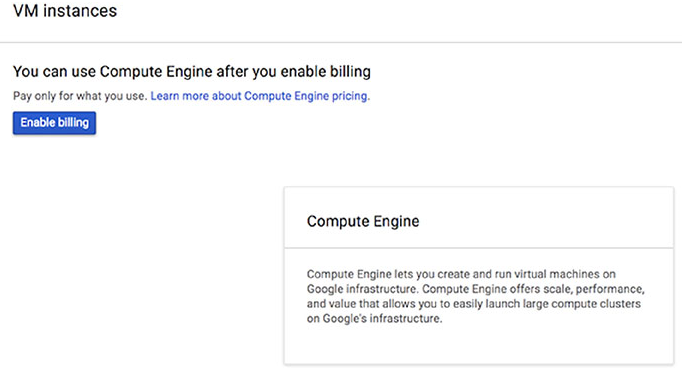 VM instances
You can use Compute Engine after you enable billing
Pay only for what you use. Learn more about Compute Engine pricing.
Enable billing
Compute Engine
Compute Engine lets you create and run virtual machines on
Google infrastructure. Compute Engine offers scale, performance,
and value that allows you to easily launch large compute clusters
on Google's infrastructure.